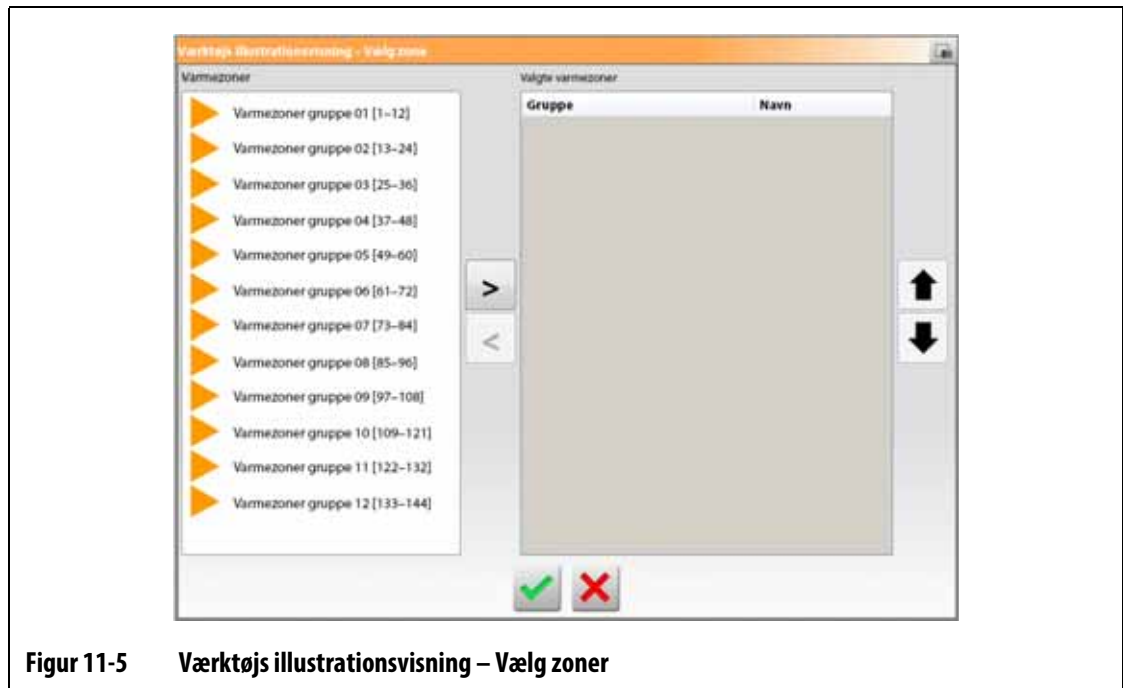 Værktøjs illustrationsvisning – Vælg zone
Varmezoner
Valgte varmezoner
Gruppe Navn
Varmezoner gruppe 01 [1–12]
Varmezoner gruppe 02 [13–24]
Varmezoner gruppe 03 [25–36]
Varmezoner gruppe 04 [37–48]
Varmezoner gruppe 05 [49–60]
Varmezoner gruppe 06 [61–72]
Varmezoner gruppe 07 [73–84]
Varmezoner gruppe 08 [85–96]
Varmezoner gruppe 09 [97–108]
Varmezoner gruppe 10 [109–121]
Varmezoner gruppe 11 [122–132]
Varmezoner gruppe 12 [133–144]
>
<
Figur 11-5 Værktøjs illustrationsvisning – Vælg zoner